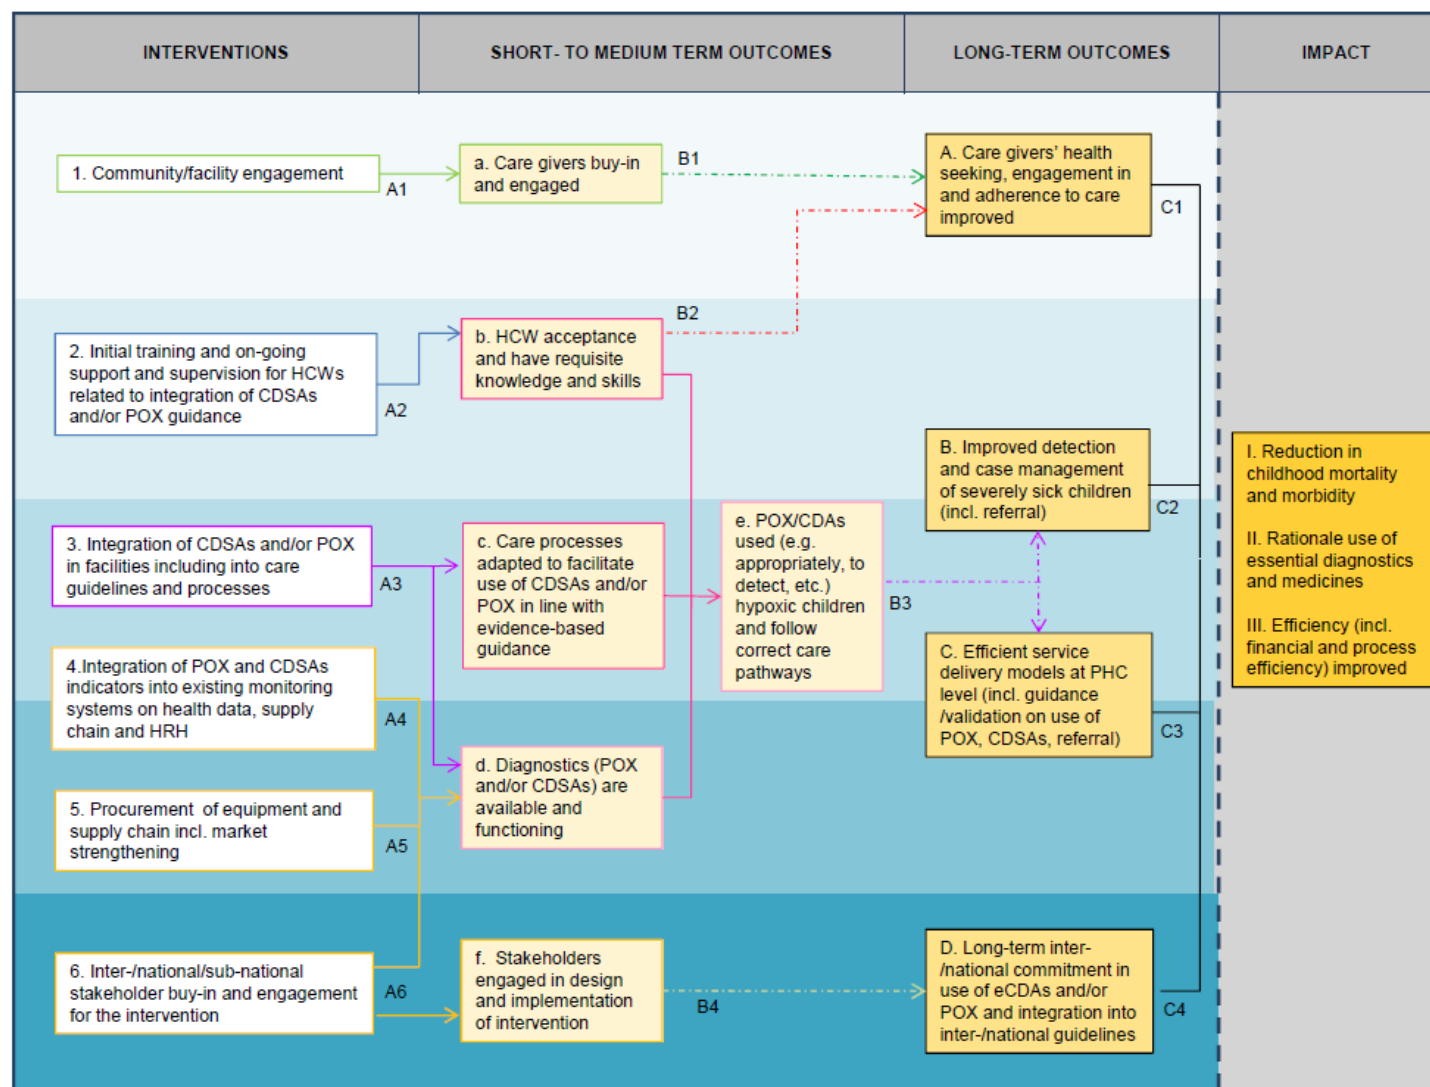 INTERVENTIONS
SHORT- TO MEDIUM TERM OUTCOMES
LONG-TERM OUTCOMES
IMPACT
1. Community/facility engagement
A1
a. Care givers buy-in
and engaged
B1
A. Care givers' health
seeking, engagement in
and adherence to care
improved
C1
2. Initial training and on-going
support and supervision for HCWs
related to integration of CDSAs
and/or POX guidance
A2
b. HCW acceptance
and have requisite
knowledge and skills
B2
B. Improved detection
and case management
of severely sick children
(incl. referral)
C2
3. Integration of CDSAs and/or POX
in facilities including into care
guidelines and processes
A3
c. Care processes
adapted to facilitate
use of CDSAs and/or
POX in line with
evidence-based
guidance
e. POX/CDAs
used (e.g.
appropriately, to
detect, etc.)
hypoxic children
and follow
correct care
pathways
B3
C. Efficient service
delivery models at PHC
level (incl. guidance
/validation on use of
POX, CDSAs, referral)
C3
4.Integration of POX and CDSAs
indicators into existing monitoring
systems on health data, supply
chain and HRH
A4
d. Diagnostics (POX
and/or CDSAs) are
available and
functioning
5. Procurement of equipment and
supply chain incl. market
strengthening
A5
6. Inter-/national/sub-national
stakeholder buy-in and engagement
for the intervention
A6
f. Stakeholders
engaged in design
and implementation
of intervention
B4
D. Long-term inter-
/national commitment in
use of eCDAs and/or
POX and integration into
inter-/national guidelines
C4
I. Reduction in
childhood mortality
and morbidity
II. Rationale use of
essential diagnostics
and medicines
III. Efficiency (incl.
financial and process
efficiency) improved